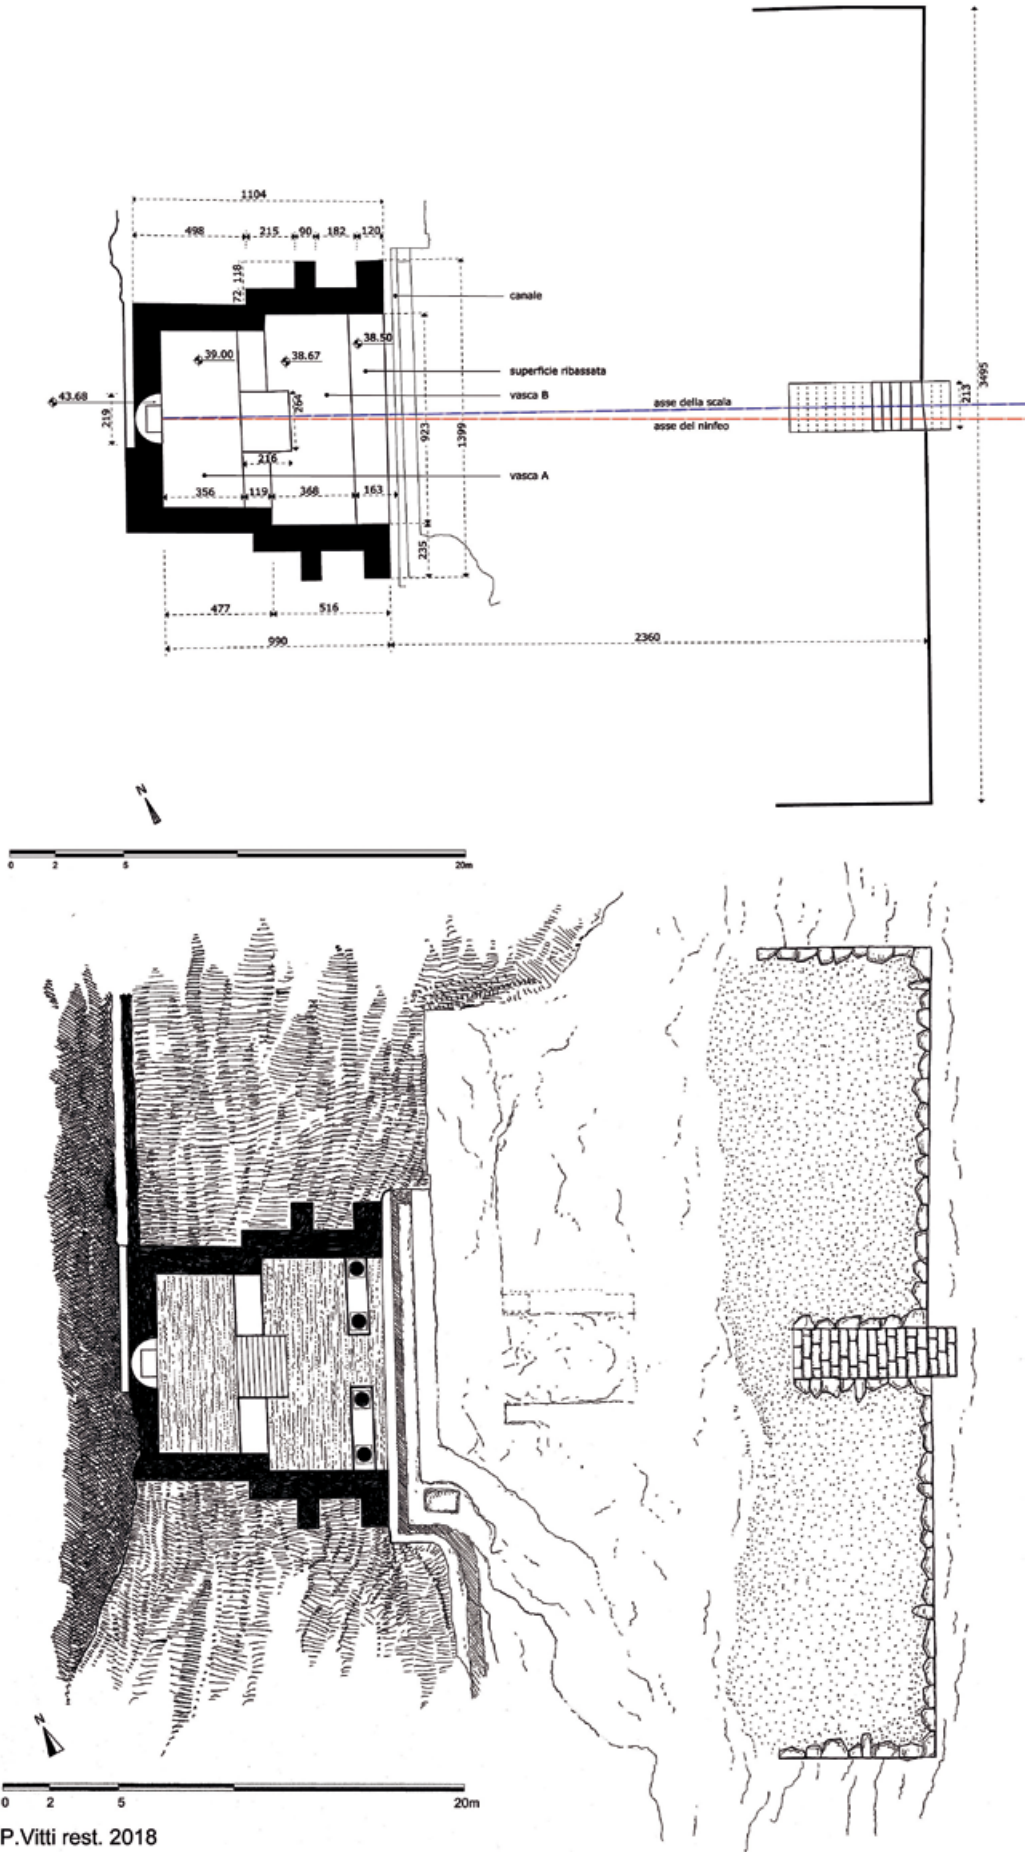 1104
498 215 90 182 120
118
72
canale
38.50
39.00 38.67
superficie ribassata
43.68
vasca B
219
264
asse della scala
213
3495
asse del ninfeo
923
1399
216
vasca A
356 119 368 163
235
477 516
990
2360
N
0 2 5 20m
N
0 2 5 20m
P.Vitti rest. 2018